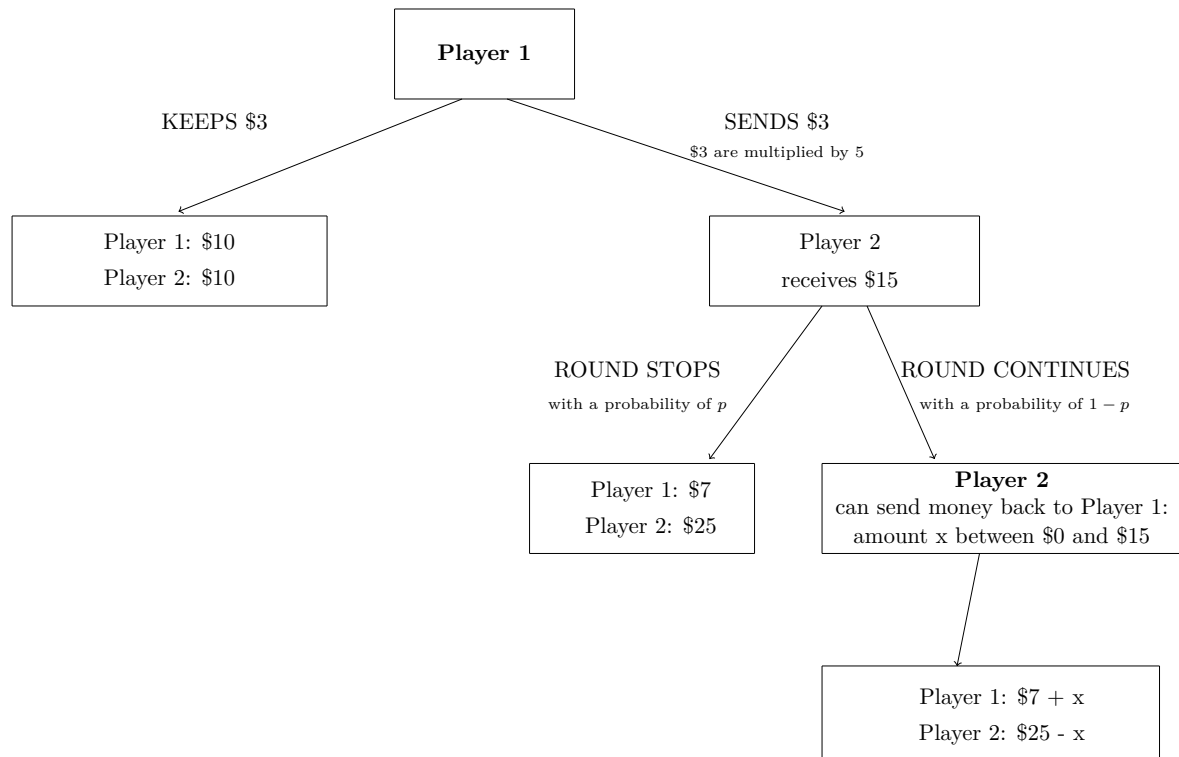 Player 1
KEEPS $3
SENDS $3
$3 are multiplied by 5
Player 1: $10
Player 2: $10
Player 2
receives $15
ROUND STOPS
with a probability of p
ROUND CONTINUES
with a probability of 1 − p
Player 1: $7
Player 2: $25
Player 2
can send money back to Player 1:
amount x between $0 and $15
Player 1: $7 + x
Player 2: $25 - x